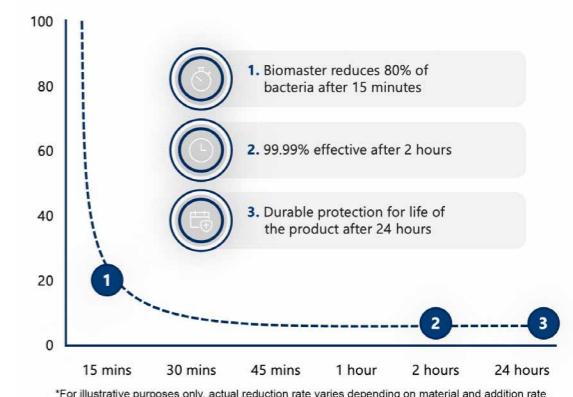 100
80
60
40
20
0
1. Biomaster reduces 80% of
bacteria after 15 minutes
2. 99.99% effective after 2 hours
3. Durable protection for life of
the product after 24 hours
1
2
3
15 mins
30 mins
45 mins
1 hour
2 hours
24 hours
*For illustrative purposes only, actual reduction rate varies depending on material and addition rate